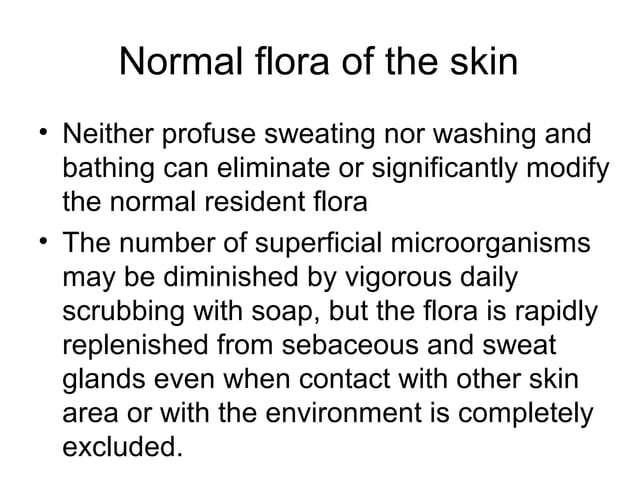 Normal flora of the skin
• Neither profuse sweating nor washing and
bathing can eliminate or significantly modify
the normal resident flora
• The number of superficial microorganisms
may be diminished by vigorous daily
scrubbing with soap, but the flora is rapidly
replenished from sebaceous and sweat
glands even when contact with other skin
area or with the environment is completely
excluded.